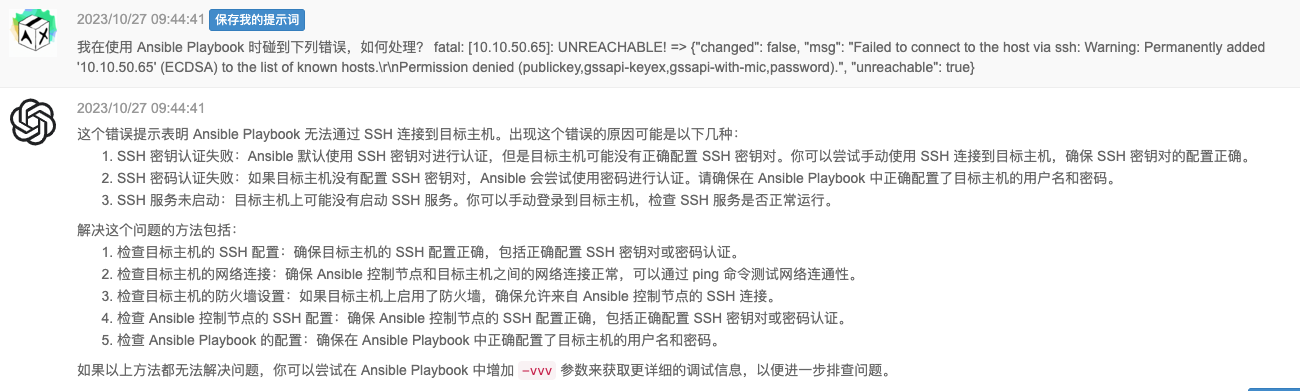 2023/10/27 09:44:41 保存我的提示词
我在使用 Ansible Playbook 时碰到下列错误，如何处理？ fatal: [10.10.50.65]: UNREACHABLE! => {"changed": false, "msg": "Failed to connect to the host via ssh: Warning: Permanently added
'10.10.50.65' (ECDSA) to the list of known hosts.\r\nPermission denied (publickey,gssapi-keyex,gssapi-with-mic,password).", "unreachable": true}
2023/10/27 09:44:41
这个错误提示表明 Ansible Playbook 无法通过 SSH 连接到目标主机。出现这个错误的原因可能是以下几种：
1. SSH 密钥认证失败：Ansible 默认使用 SSH 密钥对进行认证，但是目标主机可能没有正确配置 SSH 密钥对。你可以尝试手动使用 SSH 连接到目标主机，确保 SSH 密钥对的配置正确。
2. SSH 密码认证失败：如果目标主机没有配置 SSH 密钥对，Ansible 会尝试使用密码进行认证。请确保在 Ansible Playbook 中正确配置了目标主机的用户名和密码。
3. SSH 服务未启动：目标主机上可能没有启动 SSH 服务。你可以手动登录到目标主机，检查 SSH 服务是否正常运行。
解决这个问题的方法包括：
1. 检查目标主机的 SSH 配置：确保目标主机的 SSH 配置正确，包括正确配置 SSH 密钥对或密码认证。
2. 检查目标主机的网络连接：确保 Ansible 控制节点和目标主机之间的网络连接正常，可以通过 ping 命令测试网络连通性。
3. 检查目标主机的防火墙设置：如果目标主机上启用了防火墙，确保允许来自 Ansible 控制节点的 SSH 连接。
4. 检查 Ansible 控制节点的 SSH 配置：确保 Ansible 控制节点的 SSH 配置正确，包括正确配置 SSH 密钥对或密码认证。
5. 检查 Ansible Playbook 的配置：确保在 Ansible Playbook 中正确配置了目标主机的用户名和密码。
如果以上方法都无法解决问题，你可以尝试在 Ansible Playbook 中增加 -vvv 参数来获取更详细的调试信息，以便进一步排查问题。